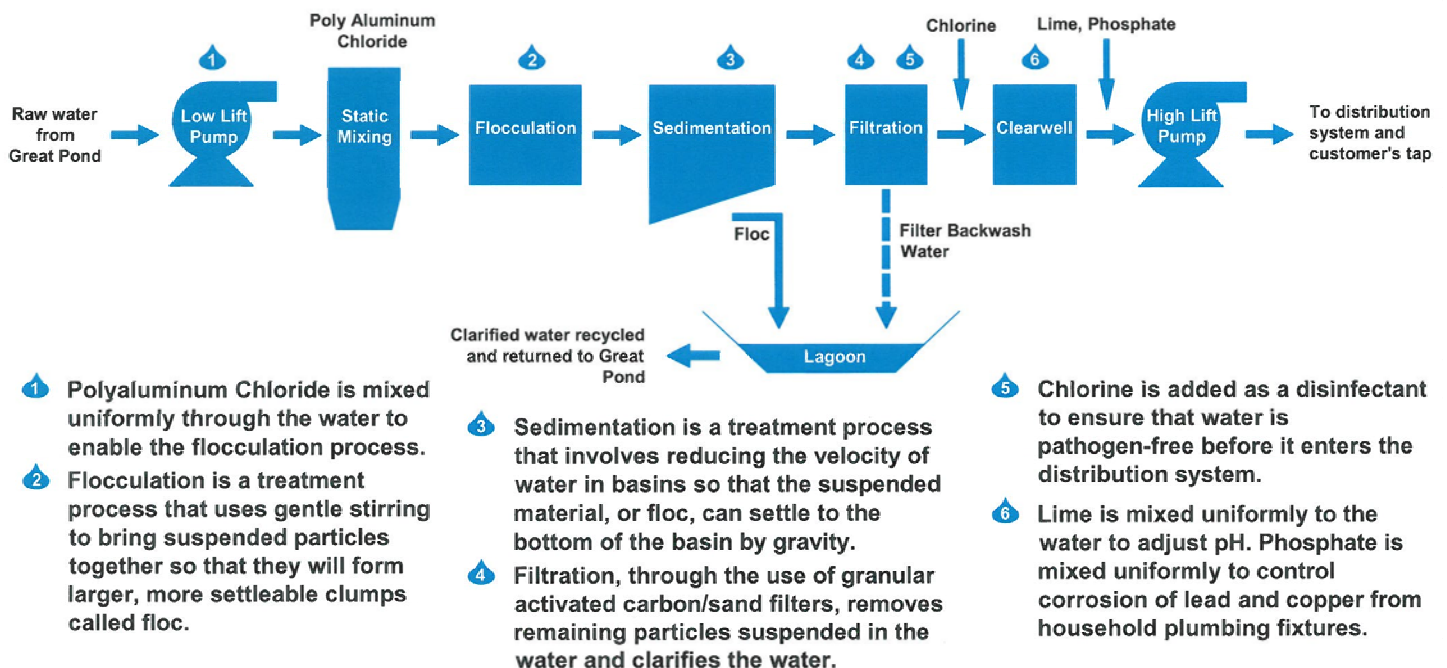 Poly Aluminum
Chloride
Chlorine
Lime, Phosphate
1
2
3
4
5
6
Raw water
from
Great Pond
Low Lift
Pump
Static
Mixing
Flocculation
Sedimentation
Filtration
Clearwell
High Lift
Pump
To distribution
system and
customer's tap
Floc
Filter Backwash
Water
Clarified water recycled
and returned to Great
Pond
Lagoon
1 Polyaluminum Chloride is mixed
uniformly through the water to
enable the flocculation process.
2 Flocculation is a treatment
process that uses gentle stirring
to bring suspended particles
together so that they will form
larger, more settleable clumps
called floc.
3 Sedimentation is a treatment process
that involves reducing the velocity of
water in basins so that the suspended
material, or floc, can settle to the
bottom of the basin by gravity.
4 Filtration, through the use of granular
activated carbon/sand filters, removes
remaining particles suspended in the
water and clarifies the water.
5 Chlorine is added as a disinfectant
to ensure that water is
pathogen-free before it enters the
distribution system.
6 Lime is mixed uniformly to the
water to adjust pH. Phosphate is
mixed uniformly to control
corrosion of lead and copper from
household plumbing fixtures.